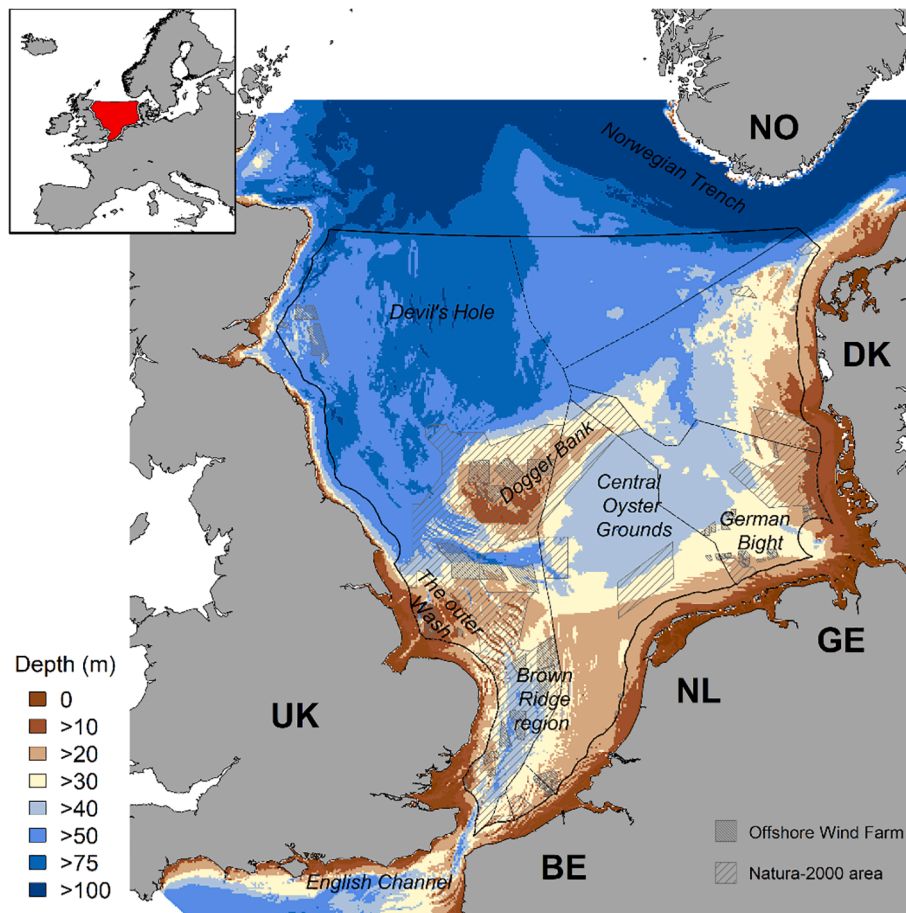 NO
Norwegian Trench
Devil's Hole
DK
Dogger Bank
Central
Oyster
Grounds
German
Bight
The outer
Wash
GE
Depth (m)
0
>10
>20
>30
>40
>50
>75
>100
UK
Brown
Ridge
region
NL
BE
English Channel
Offshore Wind Farm
Natura-2000 area